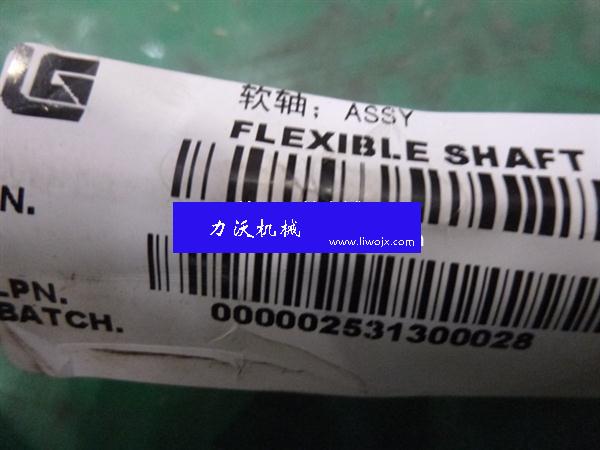 软轴；ASSY
FLEXIBLE SHAFT
N.
力沃机械
www.liwojx.com
LPN.
BATCH.
000002531300028